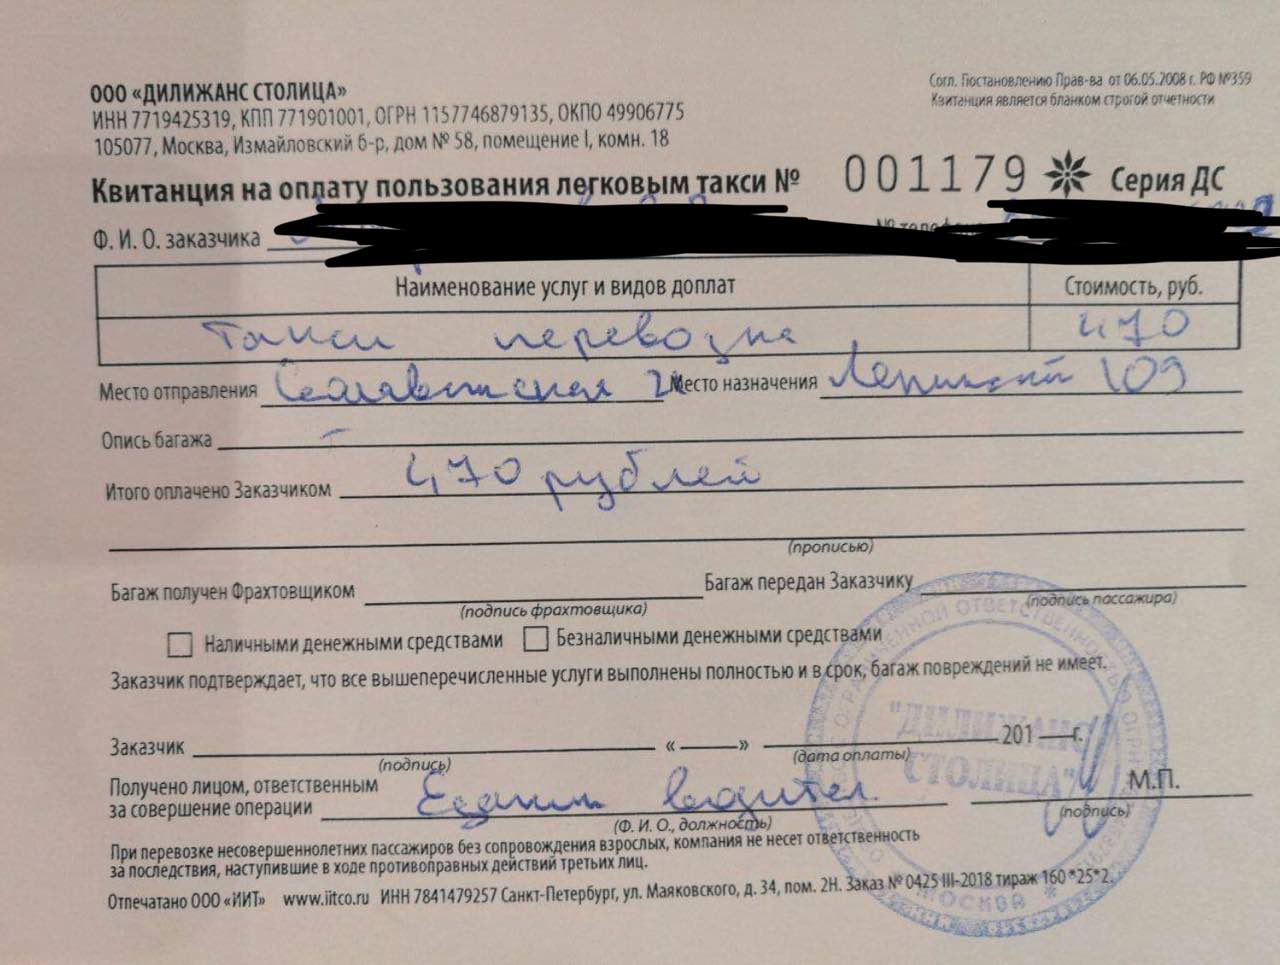 ООО «ДИЛИЖАНС СТОЛИЦА»
ИНН 7719425319, КПП 771901001, ОГРН 1157746879135, ОКПО 49906775
105077, Москва, Измайловский б-р, дом № 58, помещение I, комн. 18
Согл. Постановлению Прав-ва от 06.05.2008 г. РФ №359
Квитанция является бланком строгой отчетности
Квитанция на оплату пользования легковым такси № 001179 Серия ДС
Ф. И. О. заказчика № телефона
Наименование услуг и видов доплат Стоимость, руб.
Такси перевозка 470
Место отправления 21 Место назначения Ленинский 109
Опись багажа –
Итого оплачено Заказчиком 470 рублей
(прописью)
Багаж получен Фрахтовщиком Багаж передан Заказчику
(подпись фрахтовщика) (подпись пассажира)
Наличными денежными средствами Безналичными денежными средствами
Заказчик подтверждает, что все вышеперечисленные услуги выполнены полностью и в срок, багаж повреждений не имеет.
Заказчик « » 201 г.
(подпись) (дата оплаты)
Получено лицом, ответственным
за совершение операции водител М.П.
(Ф. И. О., должность) (подпись)
При перевозке несовершеннолетних пассажиров без сопровождения взрослых, компания не несет ответственность
за последствия, наступившие в ходе противоправных действий третьих лиц.
Отпечатано ООО «ИИТ» www.iitco.ru ИНН 7841479257 Санкт-Петербург, ул. Маяковского, д. 34, пом. 2Н. Заказ № 0425 III-2018 тираж 160*25*2.
"ДИЛИЖАНС
СТОЛИЦА"
МОСКВА